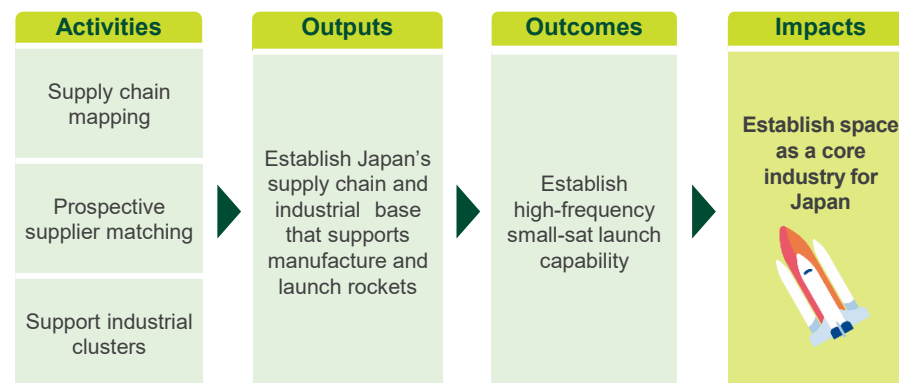 Activities
Supply chain
mapping
Prospective
supplier matching
Support industrial
clusters
Outputs
Establish Japan’s
supply chain and
industrial base
that supports
manufacture and
launch rockets
Outcomes
Establish
high-frequency
small-sat launch
capability
Impacts
Establish space
as a core
industry for
Japan